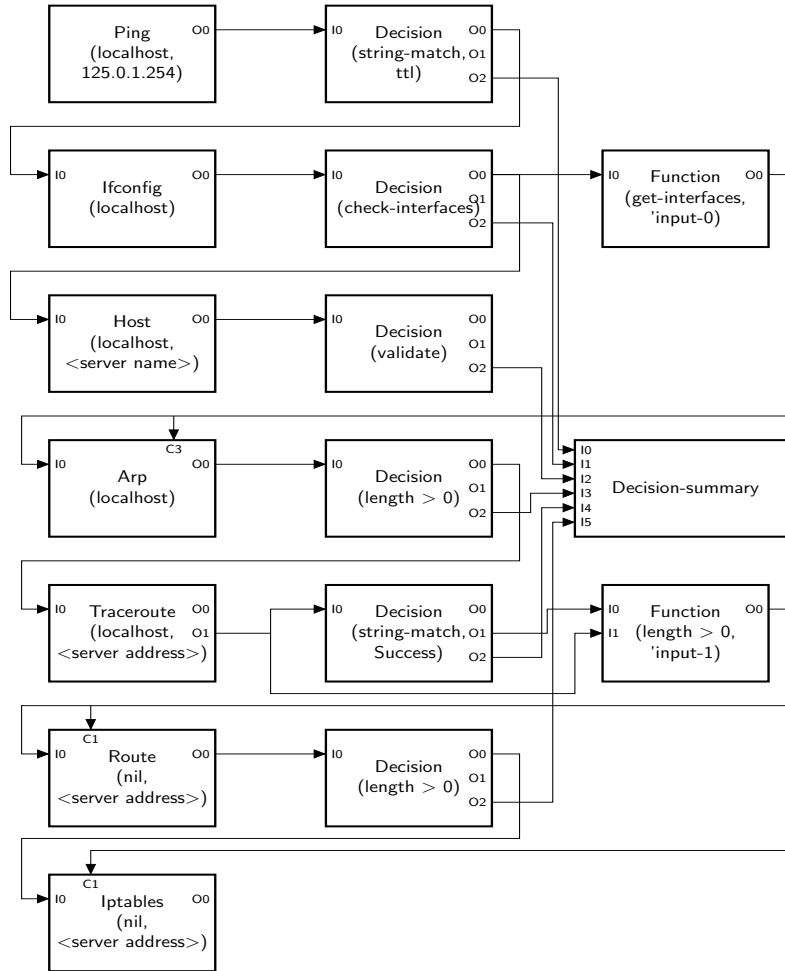 Ping
(localhost,
125.0.1.254)
O0
I0
Decision
(string-match,
ttl)
O0
O1
O2
I0
Ifconfig
(localhost)
O0
I0
Decision
(check-interfaces)
O0
O1
O2
I0
Function
(get-interfaces,
'input-0)
O0
I0
Host
(localhost,
<server name>)
O0
I0
Decision
(validate)
O0
O1
O2
C3
I0
Arp
(localhost)
O0
I0
Decision
(length > 0)
O0
O1
O2
I0
I1
I2
I3
I4
I5
Decision-summary
I0
Traceroute
(localhost,
<server address>)
O0
O1
I0
Decision
(string-match,
Success)
O0
O1
O2
I0
I1
Function
(length > 0,
'input-1)
O0
C1
I0
Route
(nil,
<server address>)
O0
I0
Decision
(length > 0)
O0
O1
O2
C1
I0
Iptables
(nil,
<server address>)
O0